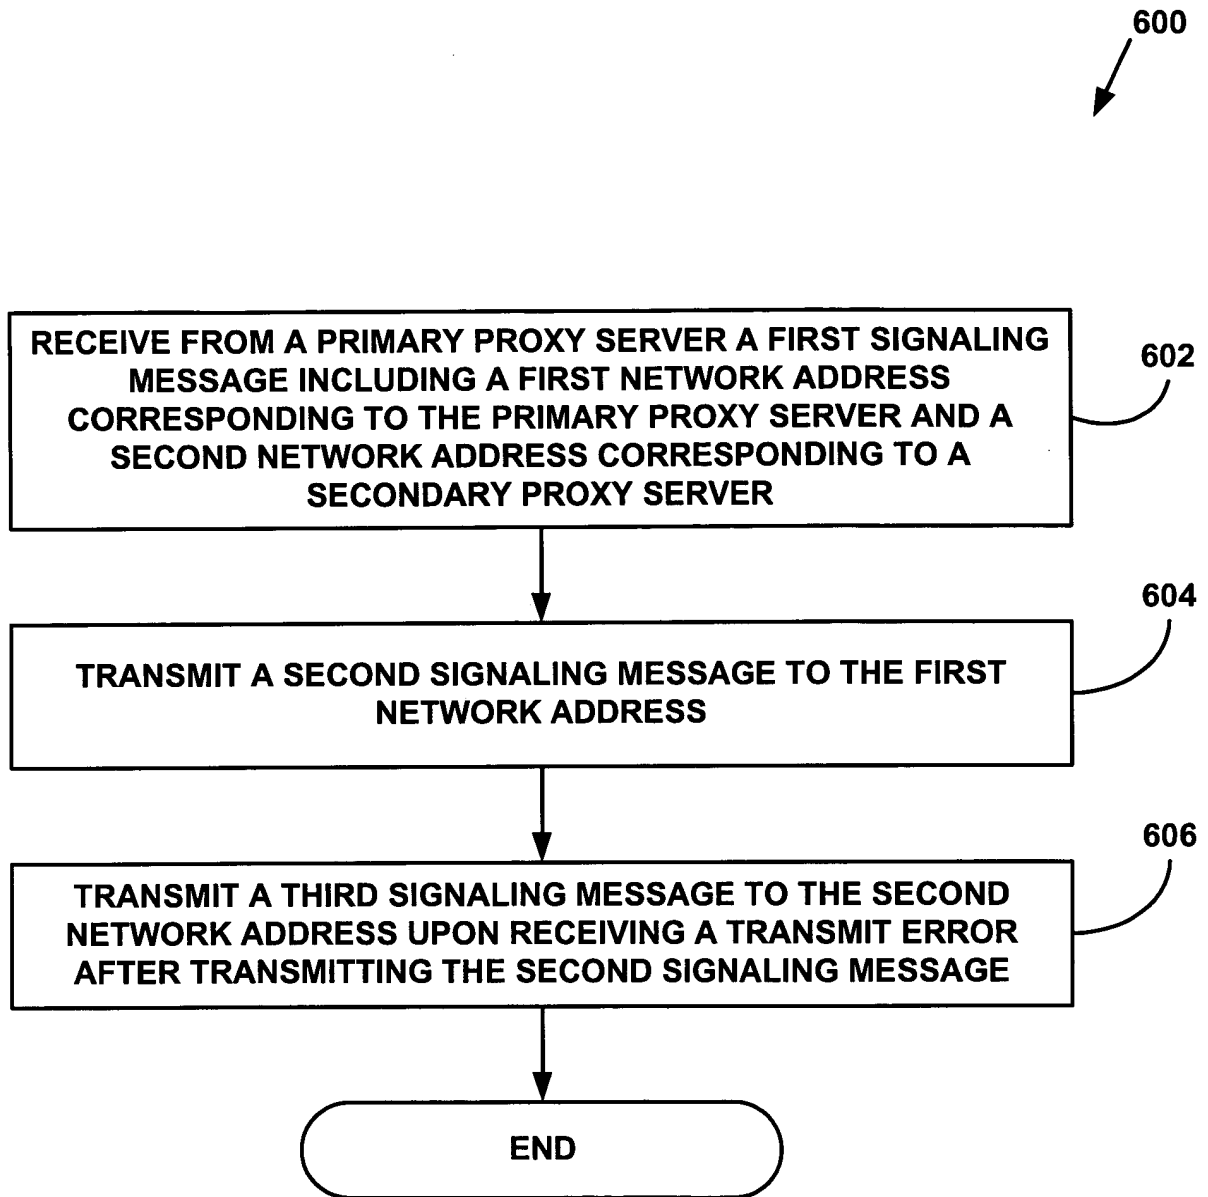 600
RECEIVE FROM A PRIMARY PROXY SERVER A FIRST SIGNALING
MESSAGE INCLUDING A FIRST NETWORK ADDRESS
CORRESPONDING TO THE PRIMARY PROXY SERVER AND A
SECOND NETWORK ADDRESS CORRESPONDING TO A
SECONDARY PROXY SERVER
602
TRANSMIT A SECOND SIGNALING MESSAGE TO THE FIRST
NETWORK ADDRESS
604
TRANSMIT A THIRD SIGNALING MESSAGE TO THE SECOND
NETWORK ADDRESS UPON RECEIVING A TRANSMIT ERROR
AFTER TRANSMITTING THE SECOND SIGNALING MESSAGE
606
END